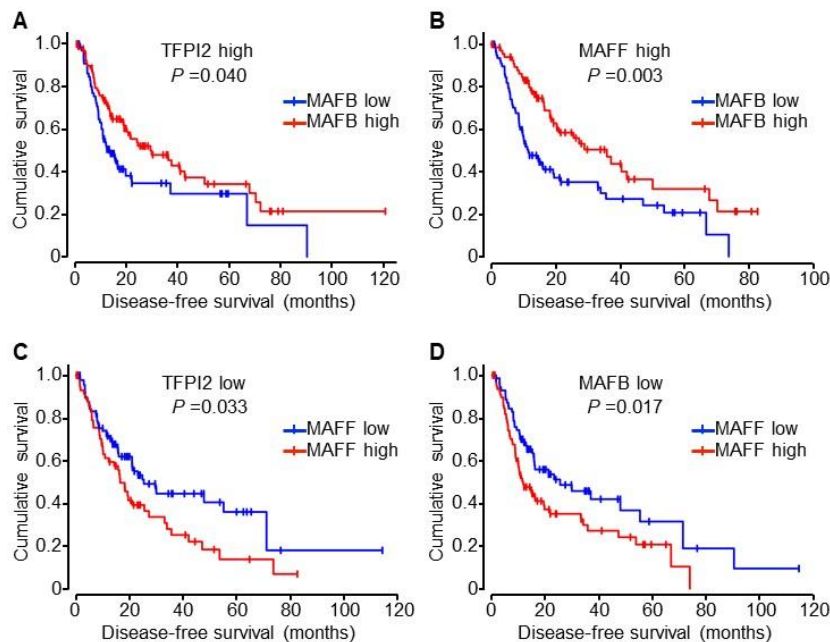 A
TFPI2 high
P =0.040
MAFB low
MAFB high
Cumulative survival
1.0
0.8
0.6
0.4
0.2
0
0 20 40 60 80 100 120
Disease-free survival (months)
B
MAFF high
P =0.003
MAFB low
MAFB high
Cumulative survival
1.0
0.8
0.6
0.4
0.2
0
0 20 40 60 80 100
Disease-free survival (months)
C
TFPI2 low
P =0.033
MAFF low
MAFF high
Cumulative survival
1.0
0.8
0.6
0.4
0.2
0
0 20 40 60 80 100 120
Disease-free survival (months)
D
MAFB low
P =0.017
MAFF low
MAFF high
Cumulative survival
1.0
0.8
0.6
0.4
0.2
0
0 20 40 60 80 100 120
Disease-free survival (months)